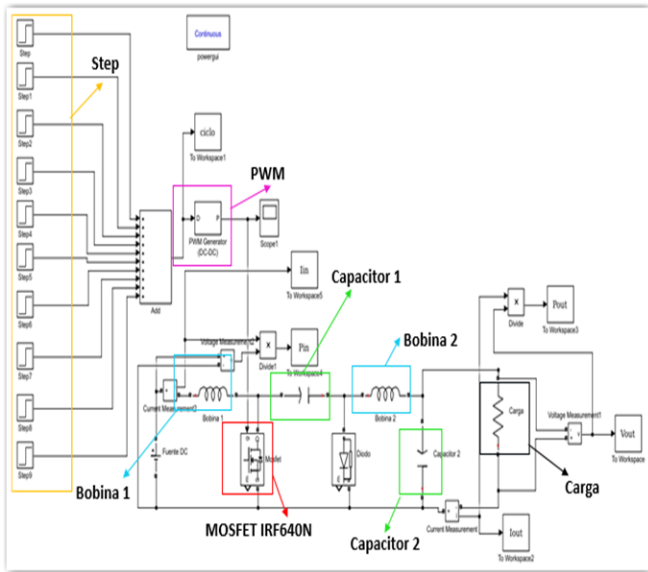 Step
Continuous
powergui
Step
Step1
ciclo
To Workspace1
Step2
PWM
Step3
D
P
PWM Generator
(DC-DC)
Scope1
Step4
Step5
Iin
To Workspace5
Capacitor 1
Step6
Add
Divide
Pout
To Workspace3
Voltage Measurement2
Divide1
Pin
To Workspace4
Bobina 2
Step7
Current Measurement2
Bobina 1
Bobina 2
Carga
Voltage Measurement1
Vout
To Workspace
Step8
Fuente DC
Mosfet
Diodo
Capacitor 2
Step9
Bobina 1
Carga
MOSFET IRF640N
Capacitor 2
Current Measurement
Iout
To Workspace2